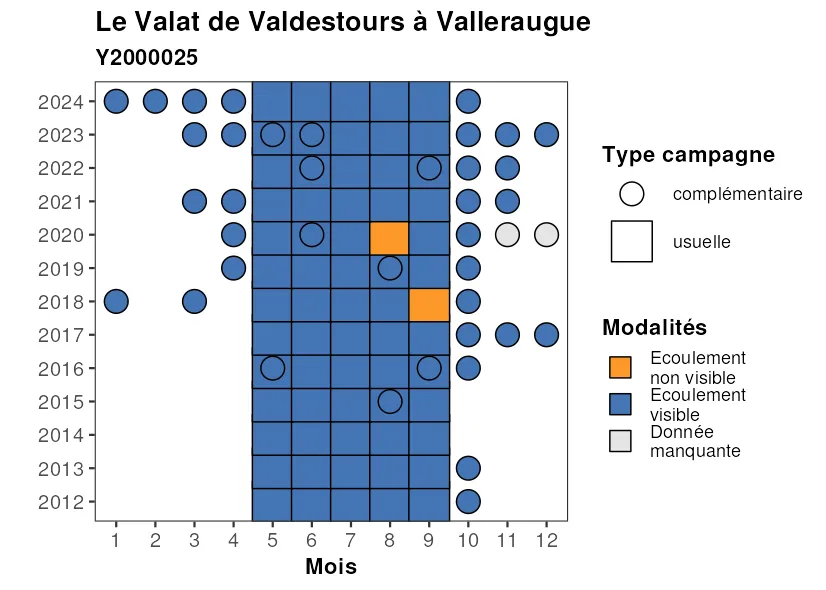 Le Valat de Valdestours à Valleraugue
Y2000025
2024
2023
2022
2021
2020
2019
2018
2017
2016
2015
2014
2013
2012
1 2 3 4 5 6 7 8 9 10 11 12
Mois
Type campagne
complémentaire
usuelle
Modalités
Ecoulement
non visible
Ecoulement
visible
Donnée
manquante